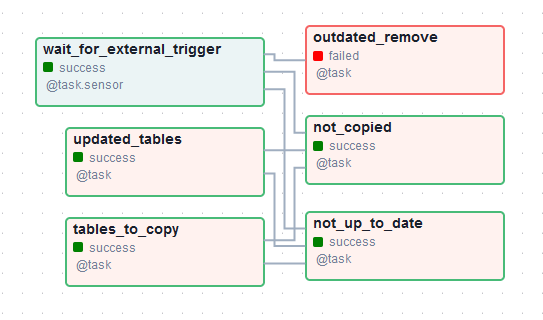 wait_for_external_trigger
success
@task.sensor
updated_tables
success
@task
tables_to_copy
success
@task
outdated_remove
failed
@task
not_copied
success
@task
not_up_to_date
success
@task